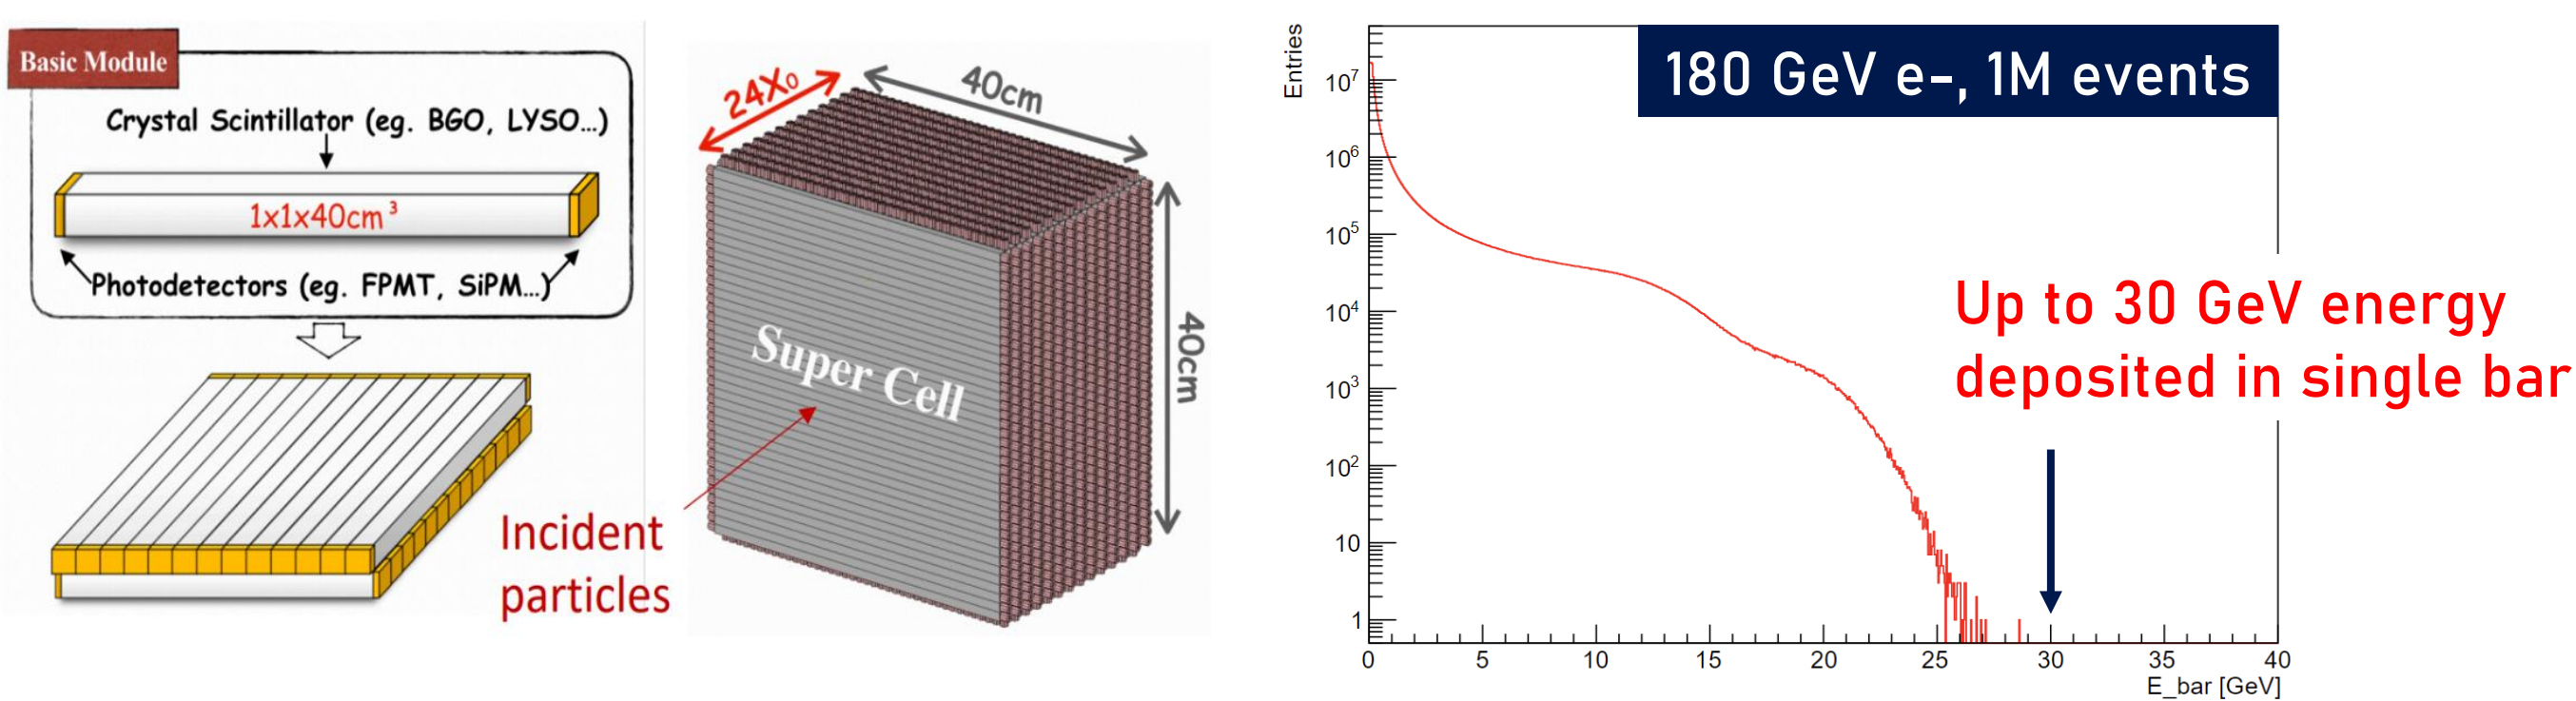 Basic Module
Crystal Scintillator (eg. BGO, LYSO...)
1x1x40cm³
Photodetectors (eg. FPMT, SiPM...)
24X₀
40cm
40cm
Super Cell
Incident
particles
Entries
180 GeV e-, 1M events
10⁷
10⁶
10⁵
10⁴
10³
10²
10
1
Up to 30 GeV energy
deposited in single bar
0 5 10 15 20 25 30 35 40
E_bar [GeV]